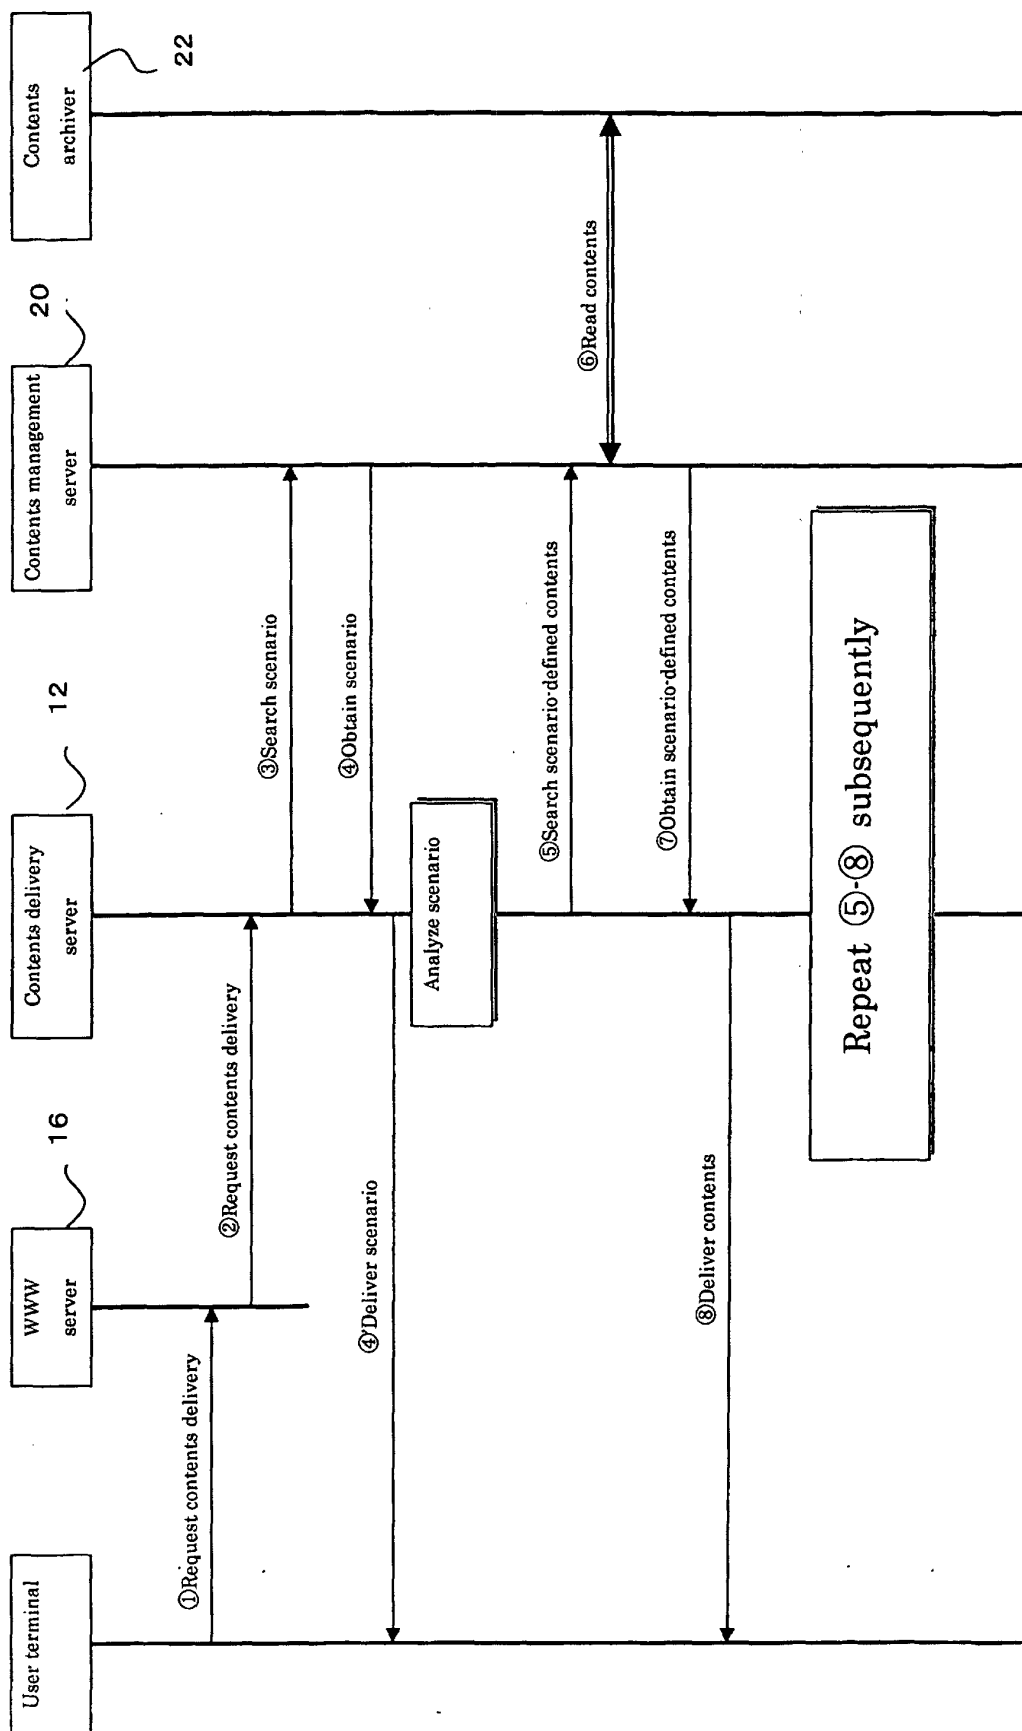 User terminal
WWW
server
16
Contents delivery
server
12
Contents management
server
20
Contents
archiver
22
①Request contents delivery
②Request contents delivery
③Search scenario
④Obtain scenario
④'Deliver scenario
Analyze scenario
⑤Search scenario-defined contents
⑥Read contents
⑦Obtain scenario-defined contents
⑧Deliver contents
Repeat ⑤-⑧ subsequently